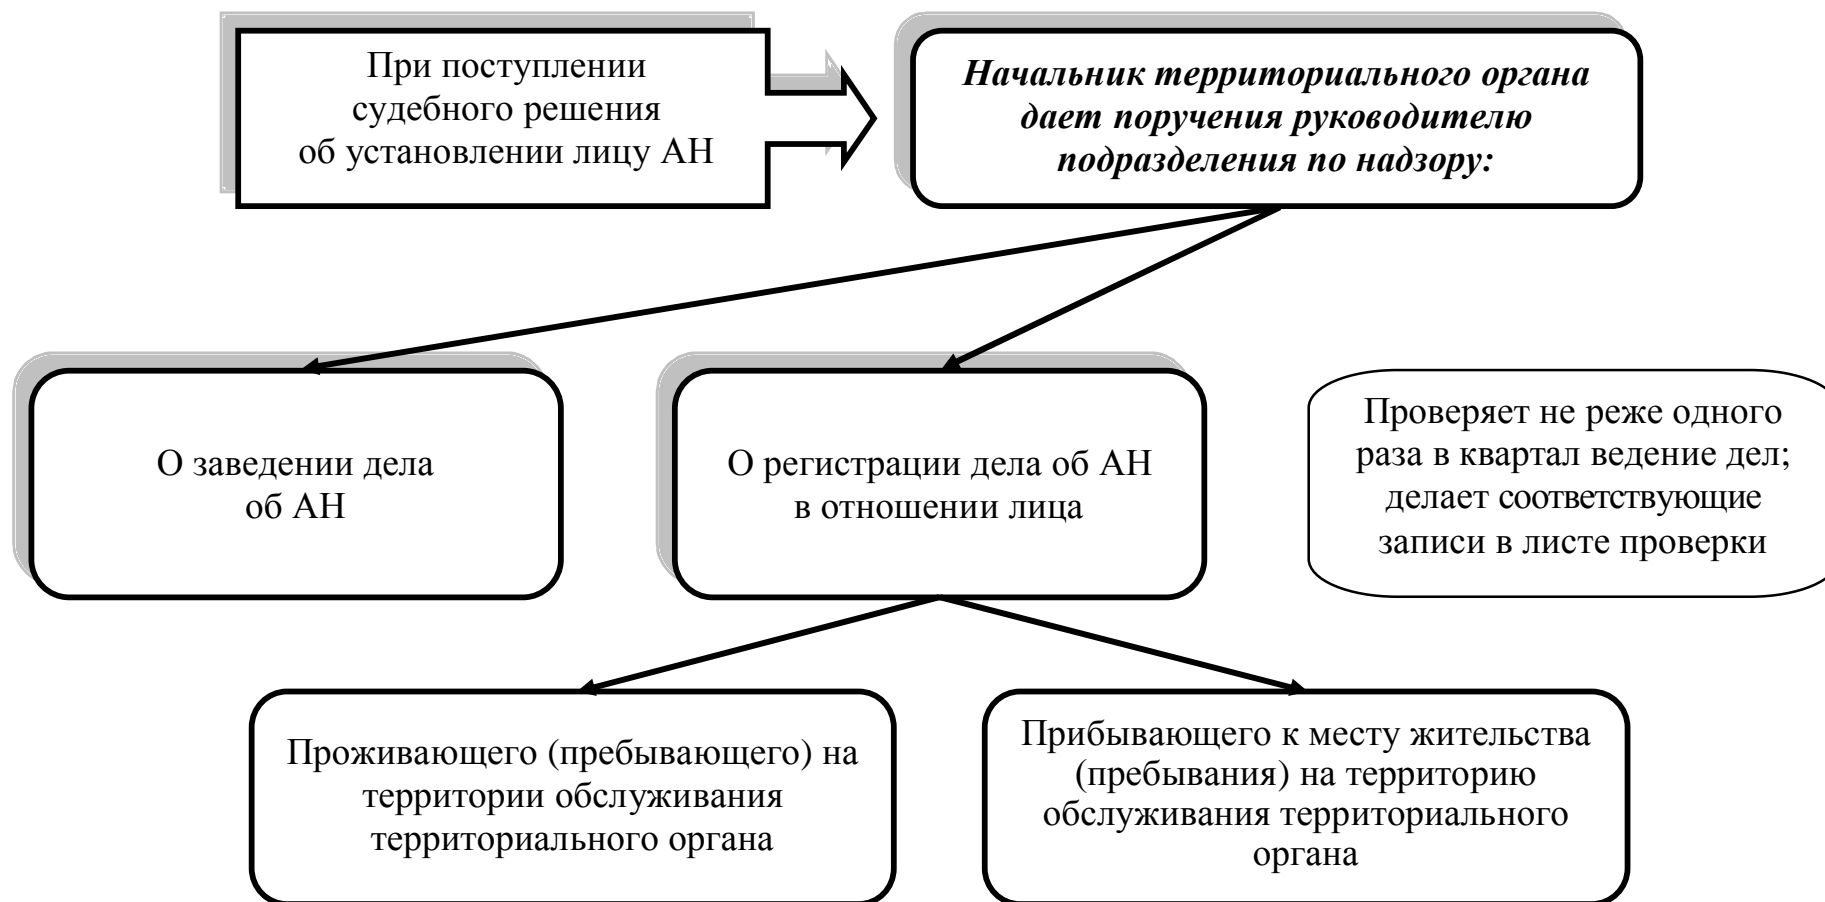 При поступлении
судебного решения
об установлении лицу АН
Начальник территориального органа
дает поручения руководителю
подразделения по надзору:
О заведении дела
об АН
О регистрации дела об АН
в отношении лица
Проверяет не реже одного
раза в квартал ведение дел;
делает соответствующие
записи в листе проверки
Проживающего (пребывающего) на
территории обслуживания
территориального органа
Прибывающего к месту жительства
(пребывания) на территорию
обслуживания территориального
органа